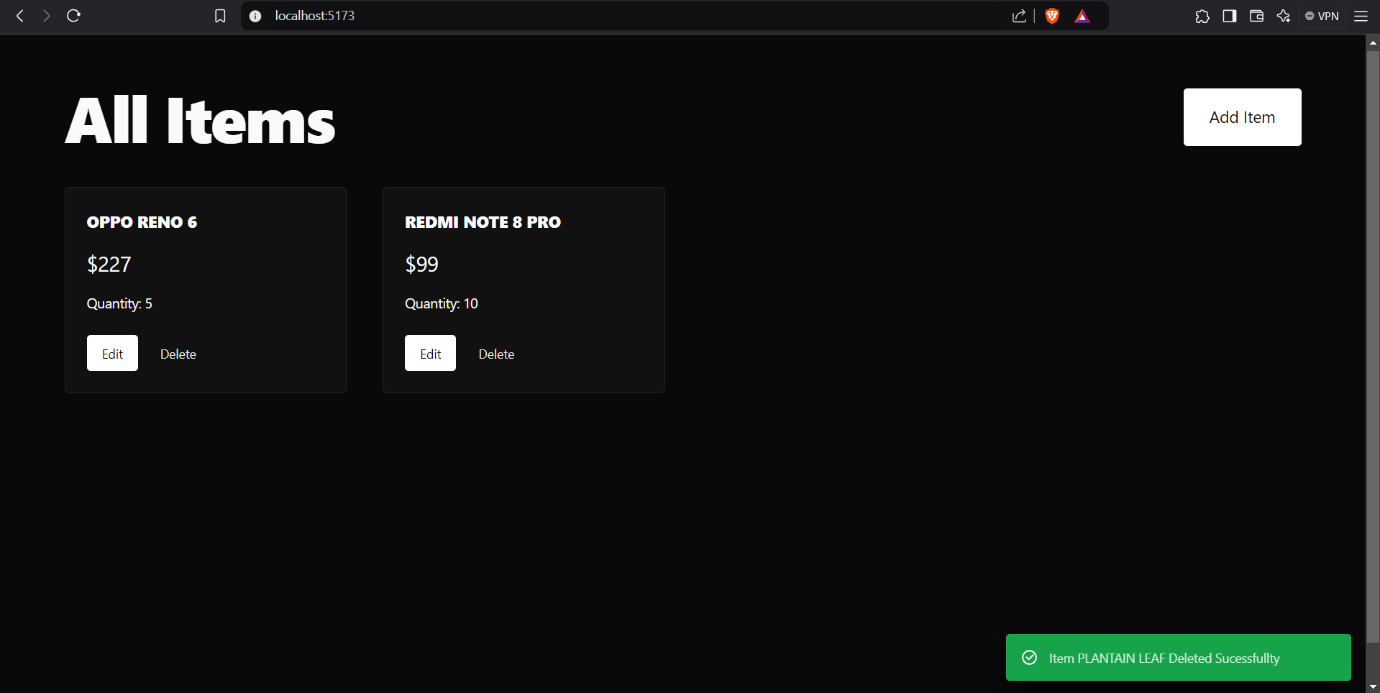 localhost:5173
VPN
All Items
Add Item
OPPO RENO 6
$227
Quantity: 5
Edit Delete
REDMI NOTE 8 PRO
$99
Quantity: 10
Edit Delete
Item PLANTAIN LEAF Deleted Sucessfullty